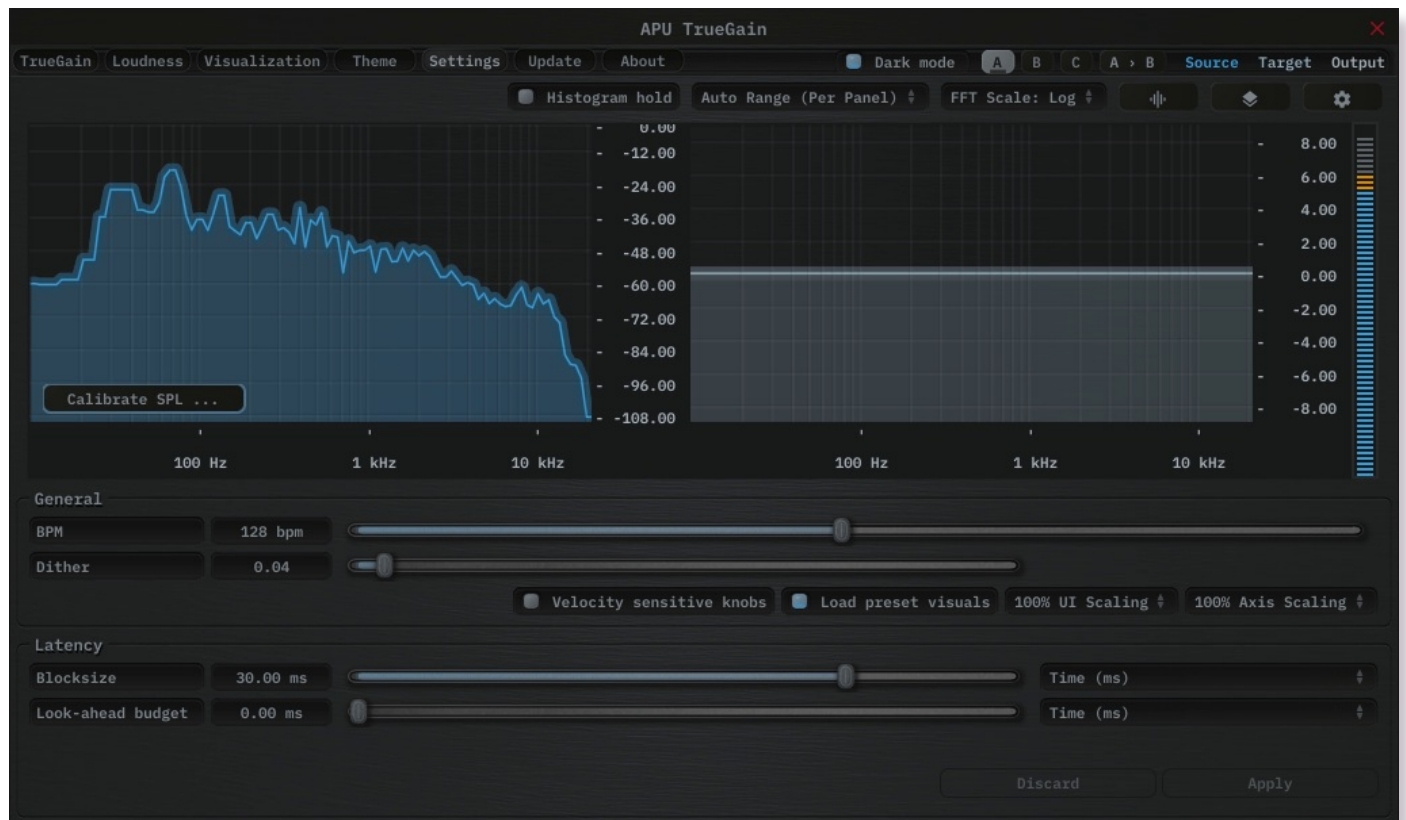 APU TrueGain
TrueGain Loudness Visualization Theme Settings Update About Dark mode A B C A › B Source Target Output
Histogram hold Auto Range (Per Panel) FFT Scale: Log
0.00
-12.00
-24.00
-36.00
-48.00
-60.00
-72.00
-84.00
-96.00
-108.00
Calibrate SPL ...
100 Hz 1 kHz 10 kHz
8.00
6.00
4.00
2.00
0.00
-2.00
-4.00
-6.00
-8.00
100 Hz 1 kHz 10 kHz
General
BPM 128 bpm
Dither 0.04
Velocity sensitive knobs Load preset visuals 100% UI Scaling 100% Axis Scaling
Latency
Blocksize 30.00 ms Time (ms)
Look-ahead budget 0.00 ms Time (ms)
Discard Apply